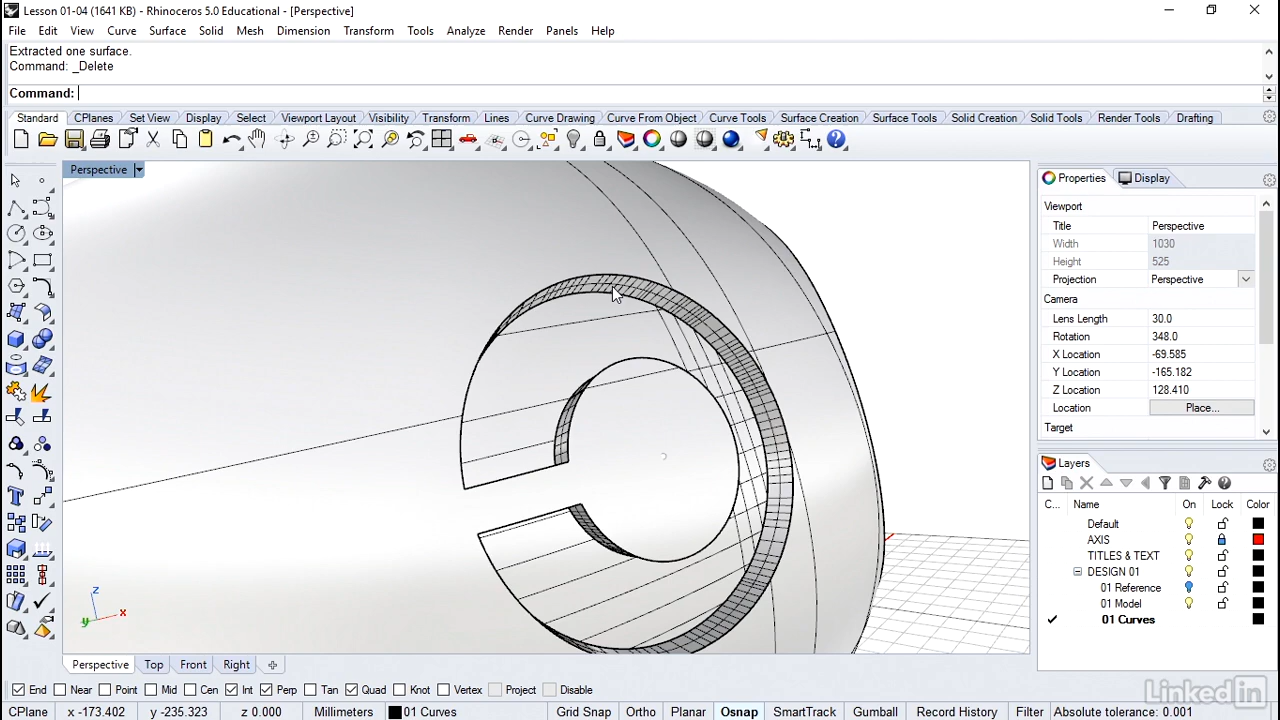 Lesson 01-04 (1641 KB) - Rhinoceros 5.0 Educational - [Perspective]
File Edit View Curve Surface Solid Mesh Dimension Transform Tools Analyze Render Panels Help
Extracted one surface.
Command: _Delete
Command:
Standard CPlanes Set View Display Select Viewport Layout Visibility Transform Lines Curve Drawing Curve From Object Curve Tools Surface Creation Surface Tools Solid Creation Solid Tools Render Tools Drafting
Perspective
Properties Display
Viewport
Title Perspective
Width 1030
Height 525
Projection Perspective
Camera
Lens Length 30.0
Rotation 348.0
X Location -69.585
Y Location -165.182
Z Location 128.410
Location Place...
Target
Layers
C... Name On Lock Color
Default
AXIS
TITLES & TEXT
DESIGN 01
01 Reference
01 Model
01 Curves
z
x
y
Perspective Top Front Right
End Near Point Mid Cen Int Perp Tan Quad Knot Vertex Project Disable
CPlane x -173.402 y -235.323 z 0.000 Millimeters 01 Curves Grid Snap Ortho Planar Osnap SmartTrack Gumball Record History Filter Absolute tolerance: 0.001
LinkedIn